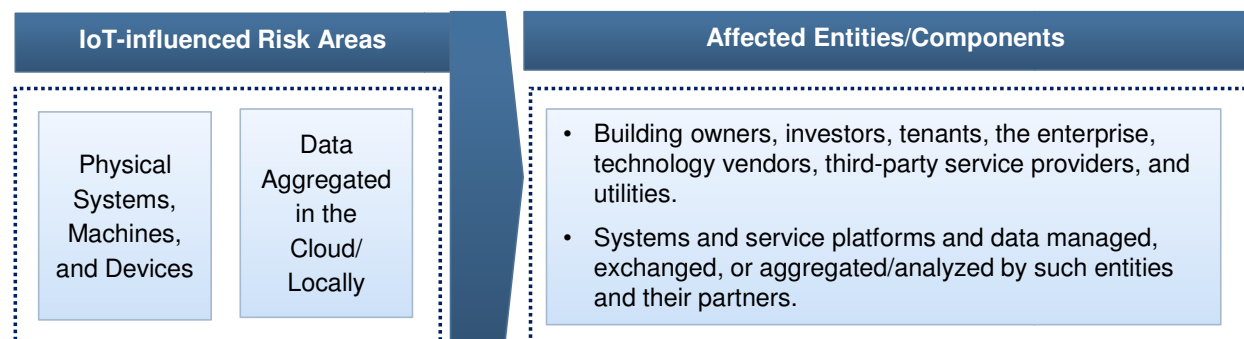 IoT-influenced Risk Areas
Affected Entities/Components
Physical
Systems,
Machines,
and Devices
Data
Aggregated
in the
Cloud/
Locally
• Building owners, investors, tenants, the enterprise,
technology vendors, third-party service providers, and
utilities.
• Systems and service platforms and data managed,
exchanged, or aggregated/analyzed by such entities
and their partners.